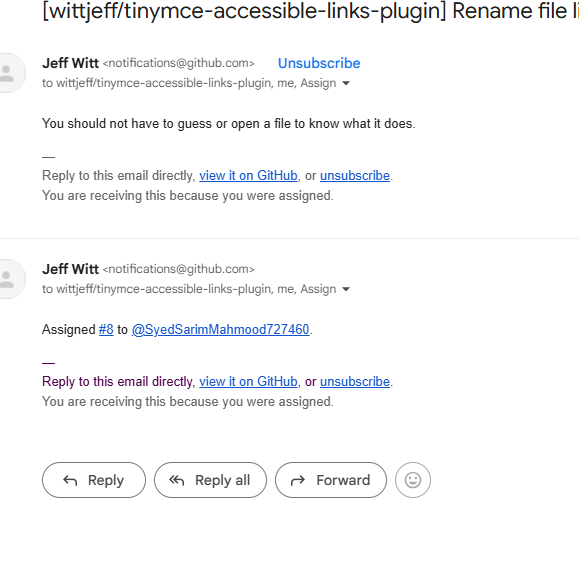 [wittjeff/tinymce-accessible-links-plugin] Rename file
Jeff Witt <notifications@github.com> Unsubscribe
to wittjeff/tinymce-accessible-links-plugin, me, Assign
You should not have to guess or open a file to know what it does.
—
Reply to this email directly, view it on GitHub, or unsubscribe.
You are receiving this because you were assigned.
Jeff Witt <notifications@github.com>
to wittjeff/tinymce-accessible-links-plugin, me, Assign
Assigned #8 to @SyedSarimMahmood727460.
—
Reply to this email directly, view it on GitHub, or unsubscribe.
You are receiving this because you were assigned.
Reply Reply all Forward